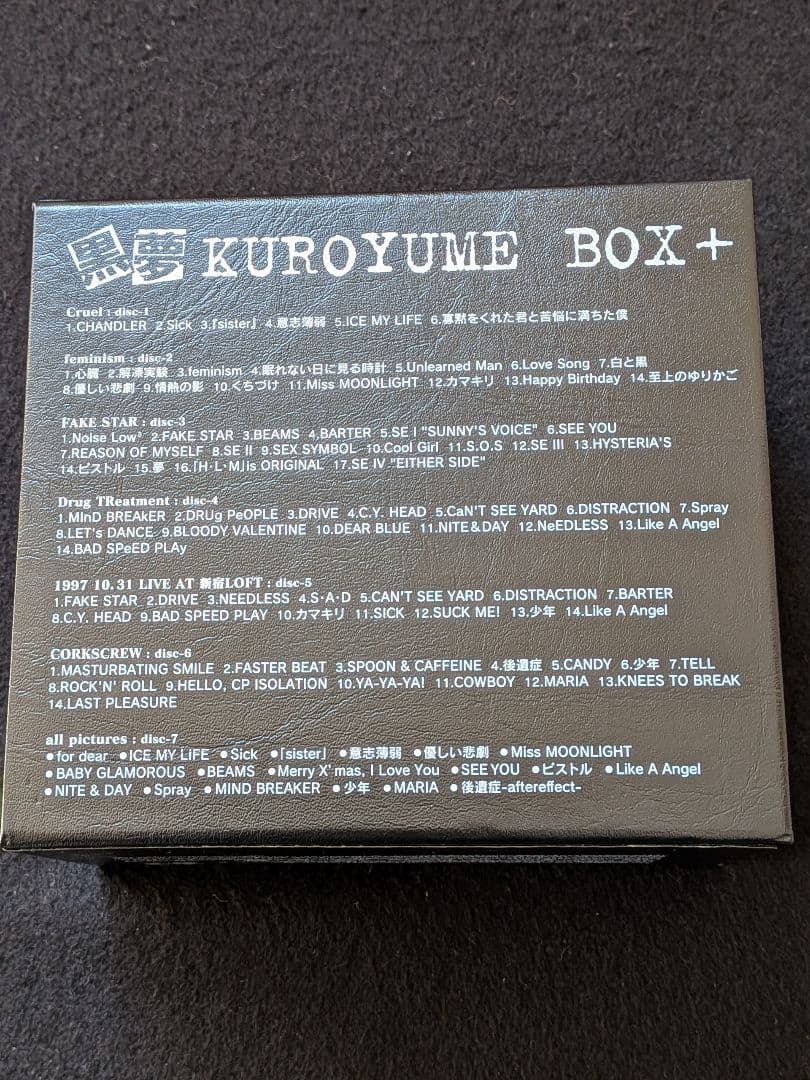 黒夢 KUROYUME BOX+
Cruel : disc-1
1.CHANDLER 2.Sick 3.「sister」 4.意志薄弱 5.ICE MY LIFE 6.寡黙をくれた君と苦悩に満ちた僕
feminism : disc-2
1.心臓 2.解凍実験 3.feminism 4.眠れない日に見る時計 5.Unlearned Man 6.Love Song 7.白と黒
8.優しい悲劇 9.情熱の影 10.くちづけ 11.Miss MOONLIGHT 12.カマキリ 13.Happy Birthday 14.至上のゆりかご
FAKE STAR : disc-3
1.Noise Low³ 2.FAKE STAR 3.BEAMS 4.BARTER 5.SE I "SUNNY'S VOICE" 6.SEE YOU
7.REASON OF MYSELF 8.SE II 9.SEX SYMBOL 10.Cool Girl 11.S.O.S 12.SE III 13.HYSTERIA'S
14.ピストル 15.夢 16.「H・L・M」is ORIGINAL 17.SE IV "EITHER SIDE"
Drug TReatment : disc-4
1.MInD BREAkER 2.DRUg PeOPLE 3.DRIVE 4.C.Y. HEAD 5.CaN'T SEE YARD 6.DISTRACTION 7.Spray
8.LET's DANCE 9.BLOODY VALENTINE 10.DEAR BLUE 11.NITE&DAY 12.NeEDLESS 13.Like A Angel
14.BAD SPeED PLAy
1997 10.31 LIVE AT 新宿LOFT : disc-5
1.FAKE STAR 2.DRIVE 3.NEEDLESS 4.S・A・D 5.CAN'T SEE YARD 6.DISTRACTION 7.BARTER
8.C.Y. HEAD 9.BAD SPEED PLAY 10.カマキリ 11.SICK 12.SUCK ME! 13.少年 14.Like A Angel
CORKSCREW : disc-6
1.MASTURBATING SMILE 2.FASTER BEAT 3.SPOON & CAFFEINE 4.後遺症 5.CANDY 6.少年 7.TELL
8.ROCK'N' ROLL 9.HELLO, CP ISOLATION 10.YA-YA-YA! 11.COWBOY 12.MARIA 13.KNEES TO BREAK
14.LAST PLEASURE
all pictures : disc-7
●for dear ●ICE MY LiFE ●Sick ●「sister」 ●意志薄弱 ●優しい悲劇 ●Miss MOONLIGHT
●BABY GLAMOROUS ●BEAMS ●Merry X'mas, I Love You ●SEE YOU ●ピストル ●Like A Angel
●NITE & DAY ●Spray ●MIND BREAKER ●少年 ●MARIA ●後遺症-aftereffect-